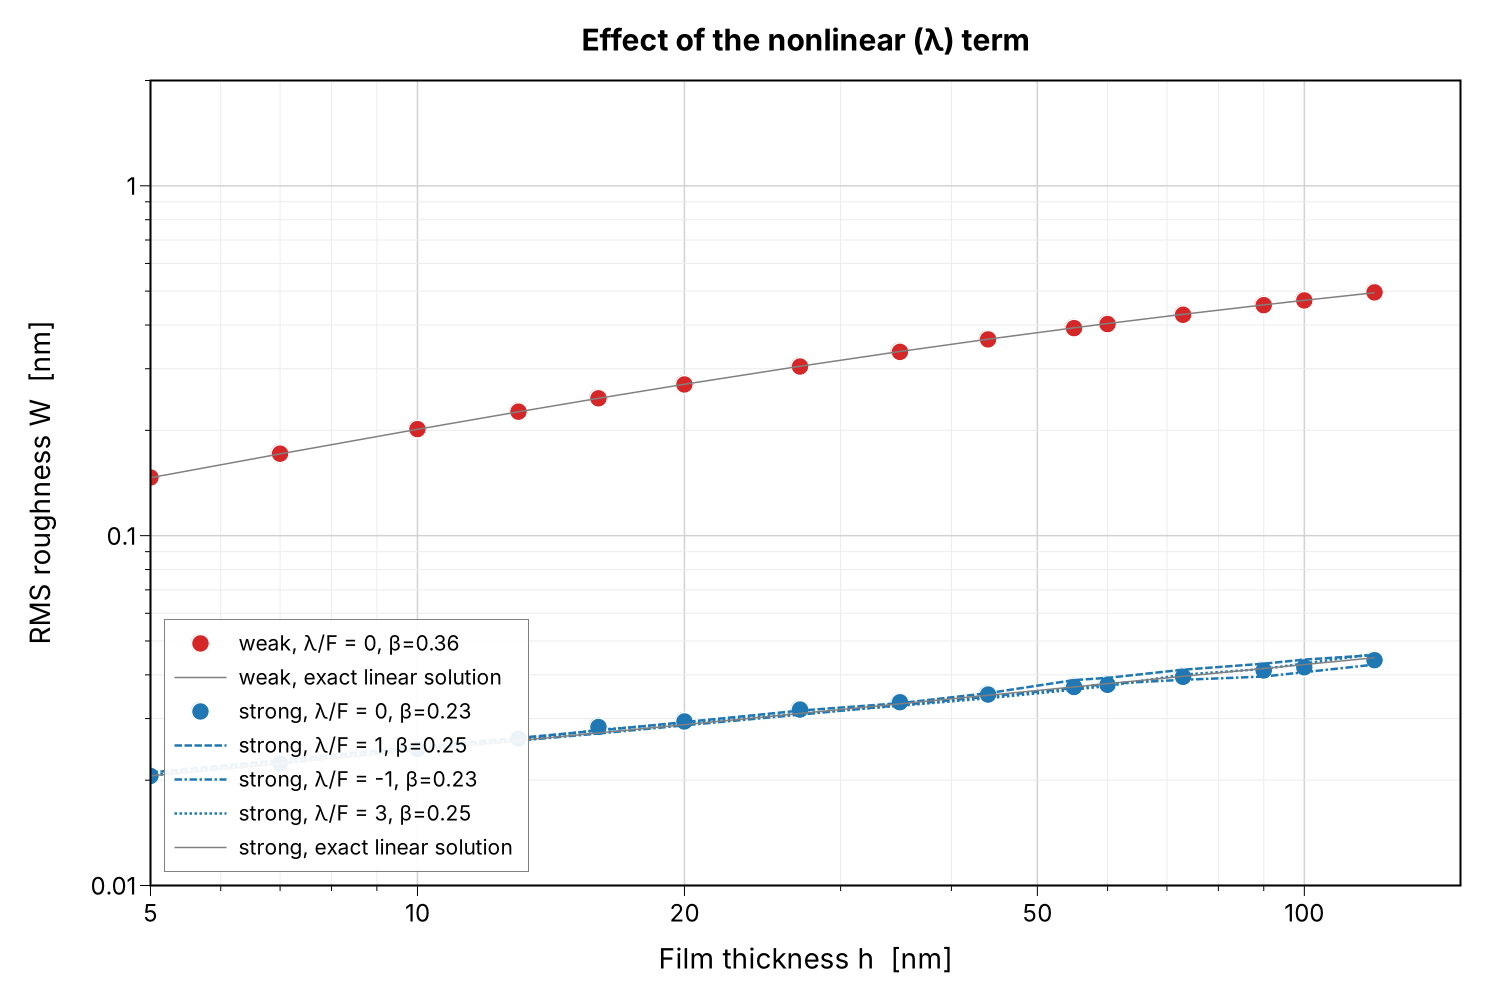 Effect of the nonlinear (λ) term
RMS roughness W [nm]
1
0.1
0.01
weak, λ/F = 0, β=0.36
weak, exact linear solution
strong, λ/F = 0, β=0.23
strong, λ/F = 1, β=0.25
strong, λ/F = -1, β=0.23
strong, λ/F = 3, β=0.25
strong, exact linear solution
5 10 20 50 100
Film thickness h [nm]